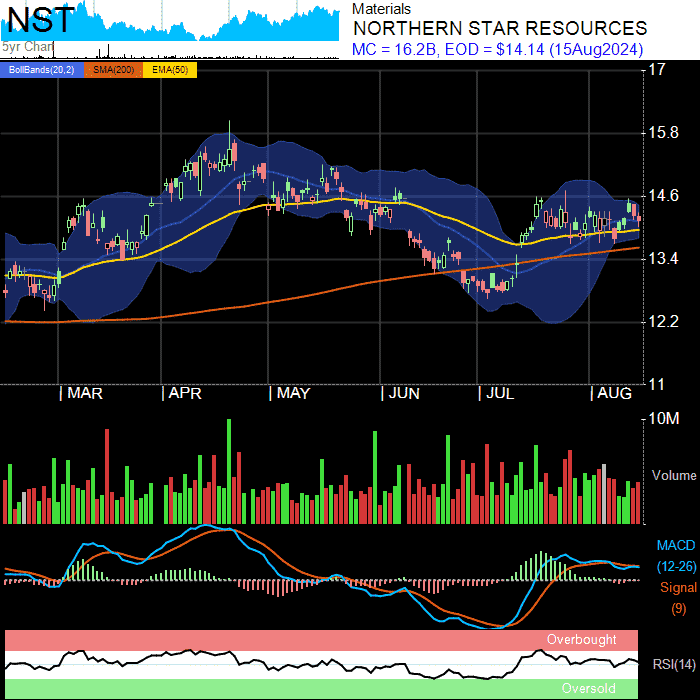 NST
5yr Chart
Materials
NORTHERN STAR RESOURCES
MC = 16.2B, EOD = $14.14 (15Aug2024)
BollBands(20,2) SMA(200) EMA(50)
17
15.8
14.6
13.4
12.2
11
MAR APR MAY JUN JUL AUG
10M
Volume
MACD
(12-26)
Signal
(9)
Overbought
RSI(14)
Oversold